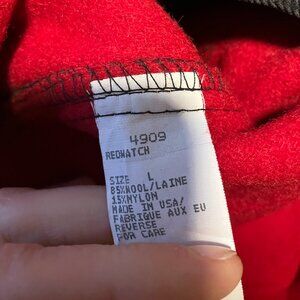 4909
REDWATCH
SIZE L
85%WOOL/LAINE
15%NYLON
MADE IN USA/
FABRIQUE AUX EU
REVERSE
FOR CARE